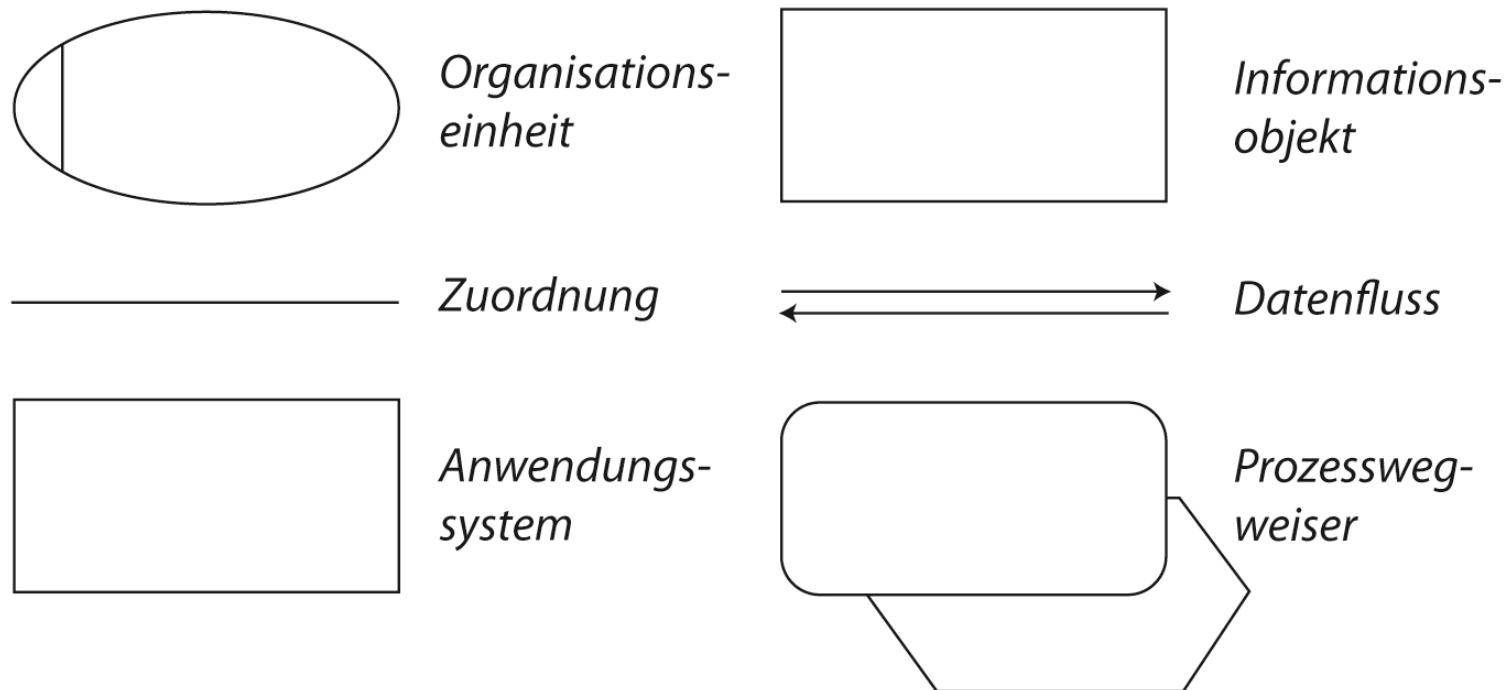 Organisations-
einheit
Informations-
objekt
Zuordnung
Datenfluss
Anwendungs-
system
Prozessweg-
weiser